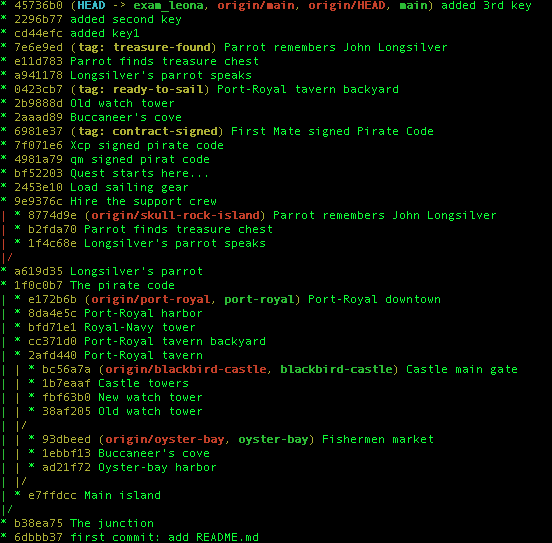 * 45736b0 (HEAD -> exam_leona, origin/main, origin/HEAD, main) added 3rd key
* 2290b77 added second key
* cd44efc added key1
* 7e6e9ed (tag: treasure-found) Parrot remembers John Longsilver
* e11d783 Parrot finds treasure chest
* a941178 Longsilver's parrot speaks
* 0423cb7 (tag: ready-to-sail) Port-Royal tavern backyard
* 2b9888d Old watch tower
* 2aaad89 Buccaneer's cove
* 6981e37 (tag: contract-signed) First Mate signed Pirate Code
* 7f071e6 Xcp signed pirate code
* 4981a79 qm signed pirat code
* bf52203 Quest starts here...
* 2453e10 Load sailing gear
* 9e9376c Hire the support crew
| * 8774d9e (origin/skull-rock-island) Parrot remembers John Longsilver
| * b2fda70 Parrot finds treasure chest
| * 1f4c68e Longsilver's parrot speaks
|/
* a619d35 Longsilver's parrot
* 1f0c0b7 The pirate code
| * e172b6b (origin/port-royal, port-royal) Port-Royal downtown
| * 8da4e5c Port-Royal harbor
| * bfd71e1 Royal-Navy tower
| * cc371d0 Port-Royal tavern backyard
| * 2afd440 Port-Royal tavern
| | * bc56a7a (origin/blackbird-castle, blackbird-castle) Castle main gate
| | * 1b7eaaf Castle towers
| | * fbf63b0 New watch tower
| | * 38af205 Old watch tower
| |/
| | * 93dbeed (origin/oyster-bay, oyster-bay) Fishermen market
| | * 1ebbf13 Buccaneer's cove
| | * ad21f72 Oyster-bay harbor
| |/
| * e7ffdcc Main island
|/
* b38ea75 The junction
* 6dbbb37 first commit: add README.md